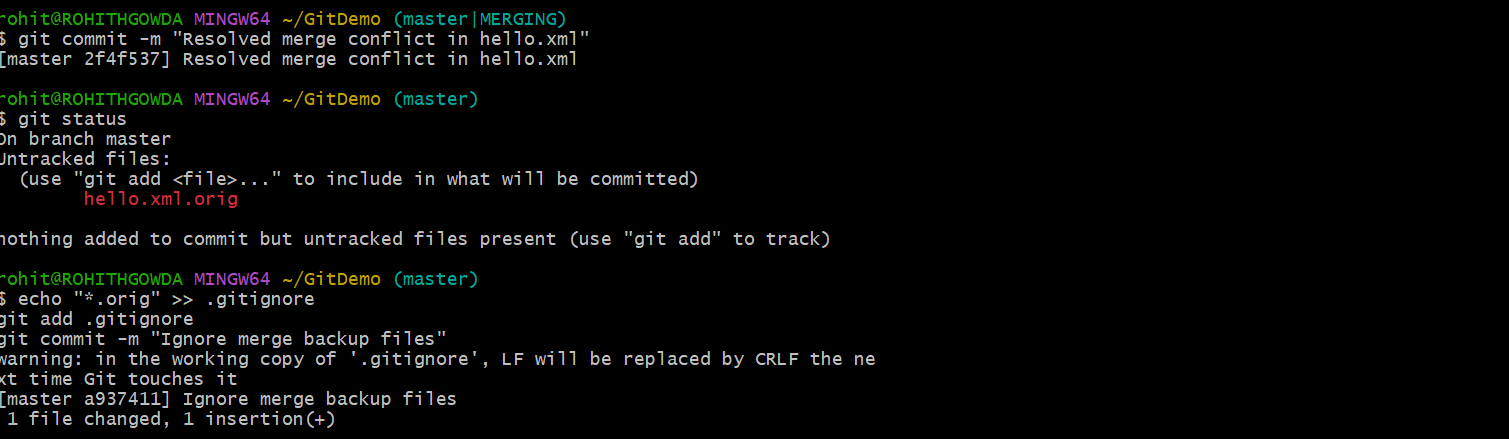 rohit@ROHITHGOWDA MINGW64 ~/GitDemo (master|MERGING)
$ git commit -m "Resolved merge conflict in hello.xml"
[master 2f4f537] Resolved merge conflict in hello.xml
rohit@ROHITHGOWDA MINGW64 ~/GitDemo (master)
$ git status
On branch master
Untracked files:
  (use "git add <file>..." to include in what will be committed)
        hello.xml.orig
nothing added to commit but untracked files present (use "git add" to track)
rohit@ROHITHGOWDA MINGW64 ~/GitDemo (master)
$ echo "*.orig" >> .gitignore
git add .gitignore
git commit -m "Ignore merge backup files"
warning: in the working copy of '.gitignore', LF will be replaced by CRLF the ne
xt time Git touches it
[master a937411] Ignore merge backup files
 1 file changed, 1 insertion(+)